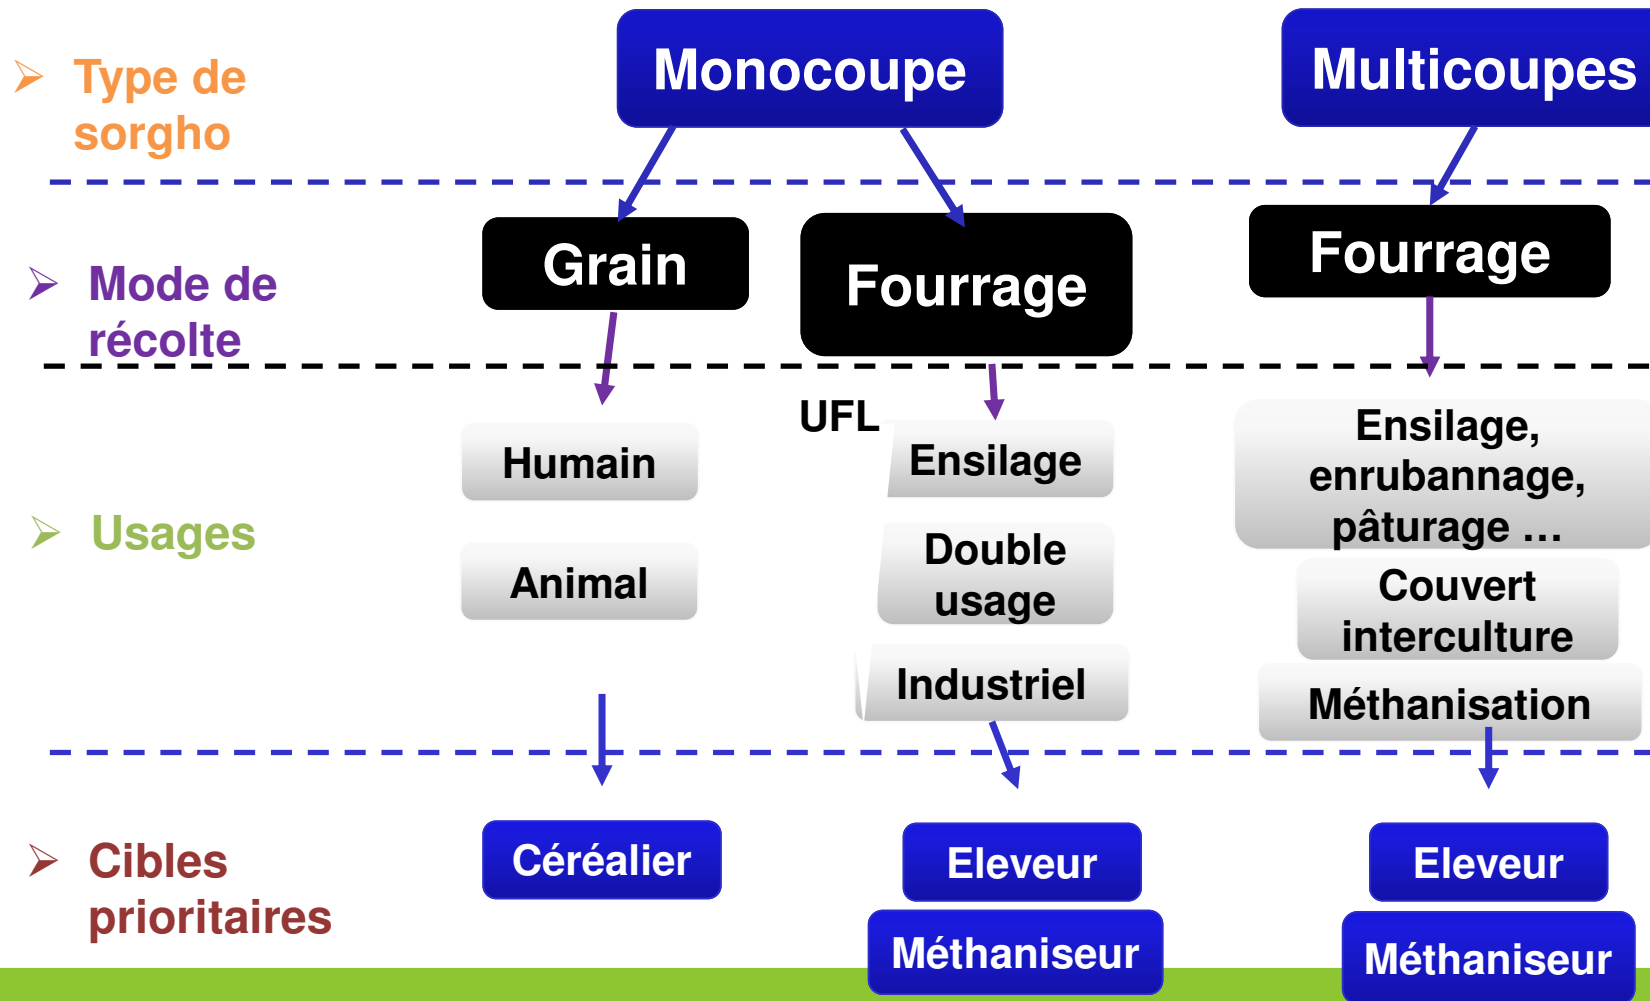 Type de
sorgho
Monocoupe
Multicoupes
Mode de
récolte
Grain
Fourrage
Fourrage
Usages
Humain
Animal
UFL
Ensilage
Double
usage
Industriel
Ensilage,
enrubannage,
pâturage …
Couvert
interculture
Méthanisation
Cibles
prioritaires
Céréalier
Eleveur
Méthaniseur
Eleveur
Méthaniseur